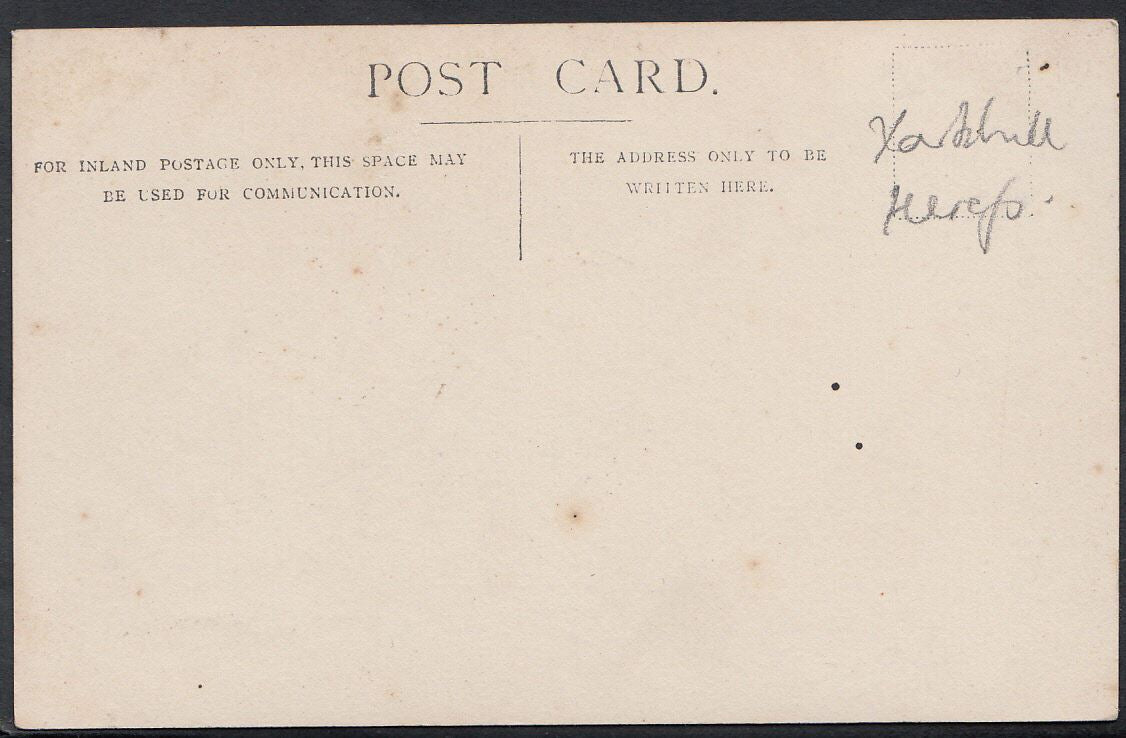 POST CARD.
FOR INLAND POSTAGE ONLY, THIS SPACE MAY
BE USED FOR COMMUNICATION.
THE ADDRESS ONLY TO BE
WRITTEN HERE.
Yarkhill
Herefs.